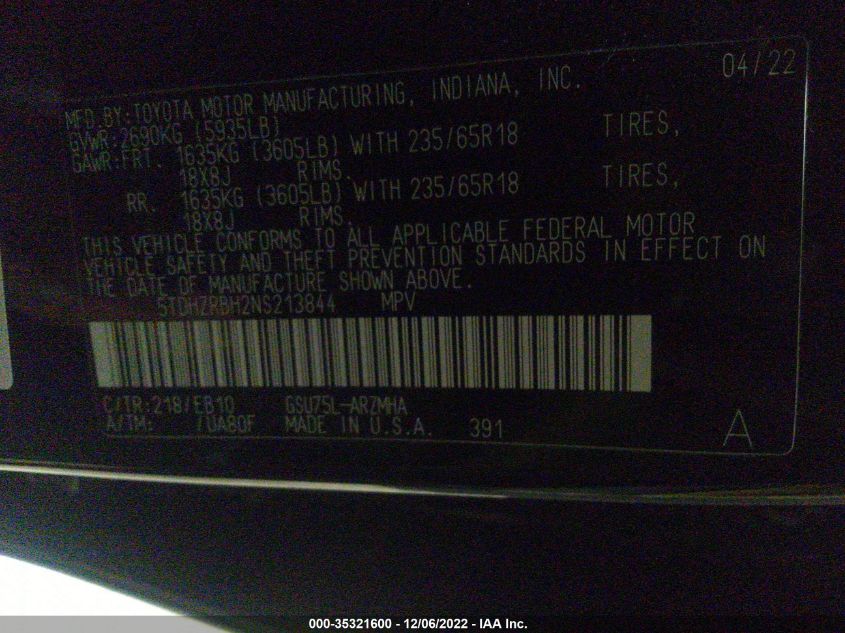 04/22
MFD.BY:TOYOTA MOTOR MANUFACTURING, INDIANA, INC.
GVWR:2690KG (5935LB)
GAWR:FRT. 1635KG (3605LB) WITH 235/65R18 TIRES,
18X8J RIMS.
RR. 1635KG (3605LB) WITH 235/65R18 TIRES,
18X8J RIMS.
THIS VEHICLE CONFORMS TO ALL APPLICABLE FEDERAL MOTOR
VEHICLE SAFETY AND THEFT PREVENTION STANDARDS IN EFFECT ON
THE DATE OF MANUFACTURE SHOWN ABOVE.
5TDHZRBH2NS213844 MPV
C/TR:218/EB10 GSU75L-ARZMHA
A/TM: /UA80F MADE IN U.S.A. 391
A
000-35321600 - 12/06/2022 - IAA Inc.